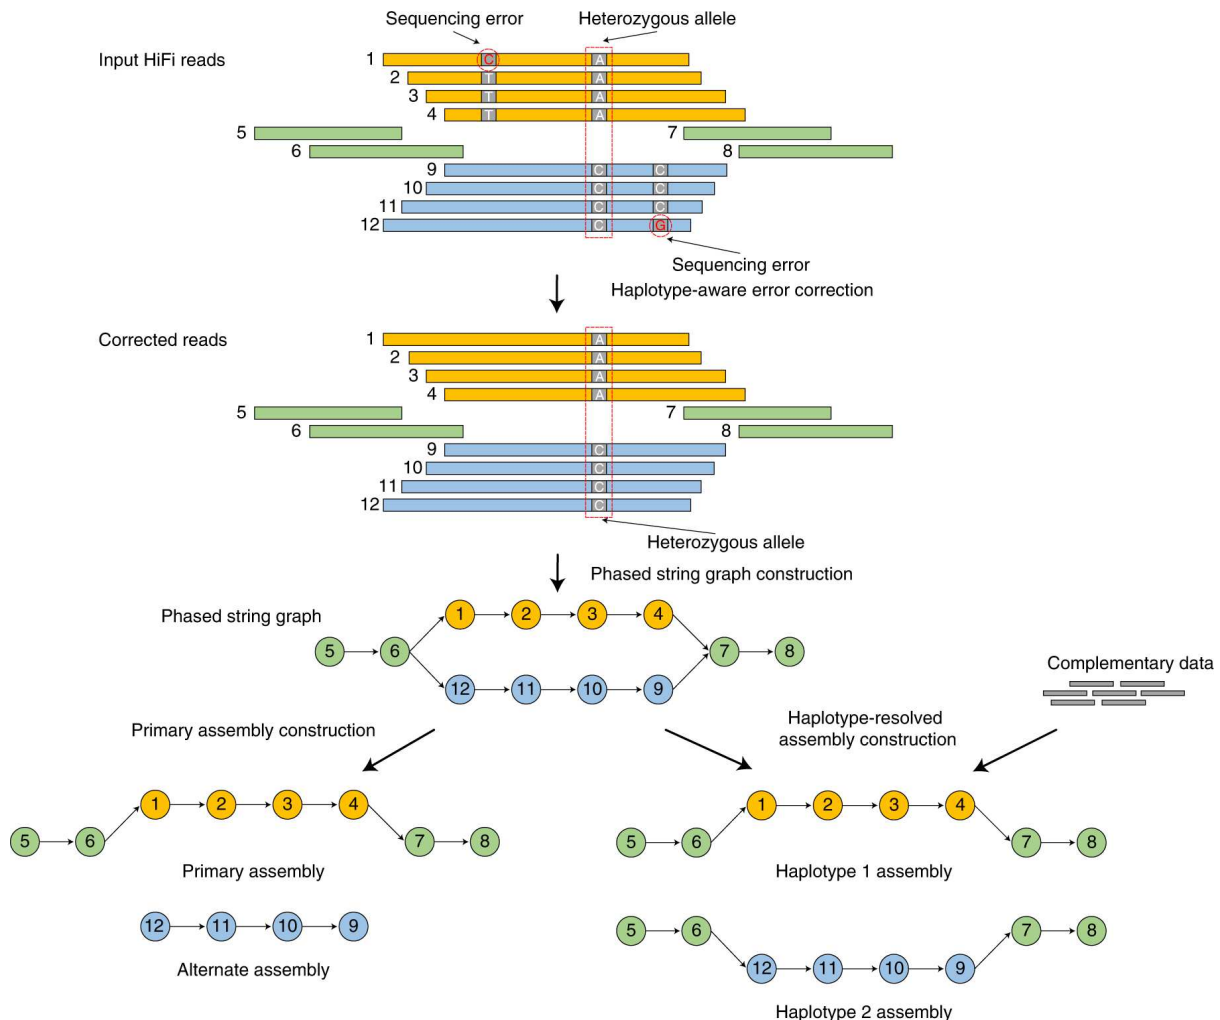 Sequencing error
Heterozygous allele
Input HiFi reads
1 C A
2 T A
3 T A
4 T A
5 7
6 8
9 C C
10 C C
11 C C
12 C G
Sequencing error
Haplotype-aware error correction
Corrected reads
1 A
2 A
3 A
4 A
5 7
6 8
9 C
10 C
11 C
12 C
Heterozygous allele
Phased string graph construction
Phased string graph
1 2 3 4
5 6 7 8
12 11 10 9
Complementary data
Primary assembly construction
Haplotype-resolved
assembly construction
1 2 3 4
5 6 7 8
Primary assembly
12 11 10 9
Alternate assembly
1 2 3 4
5 6 7 8
Haplotype 1 assembly
5 6 7 8
12 11 10 9
Haplotype 2 assembly